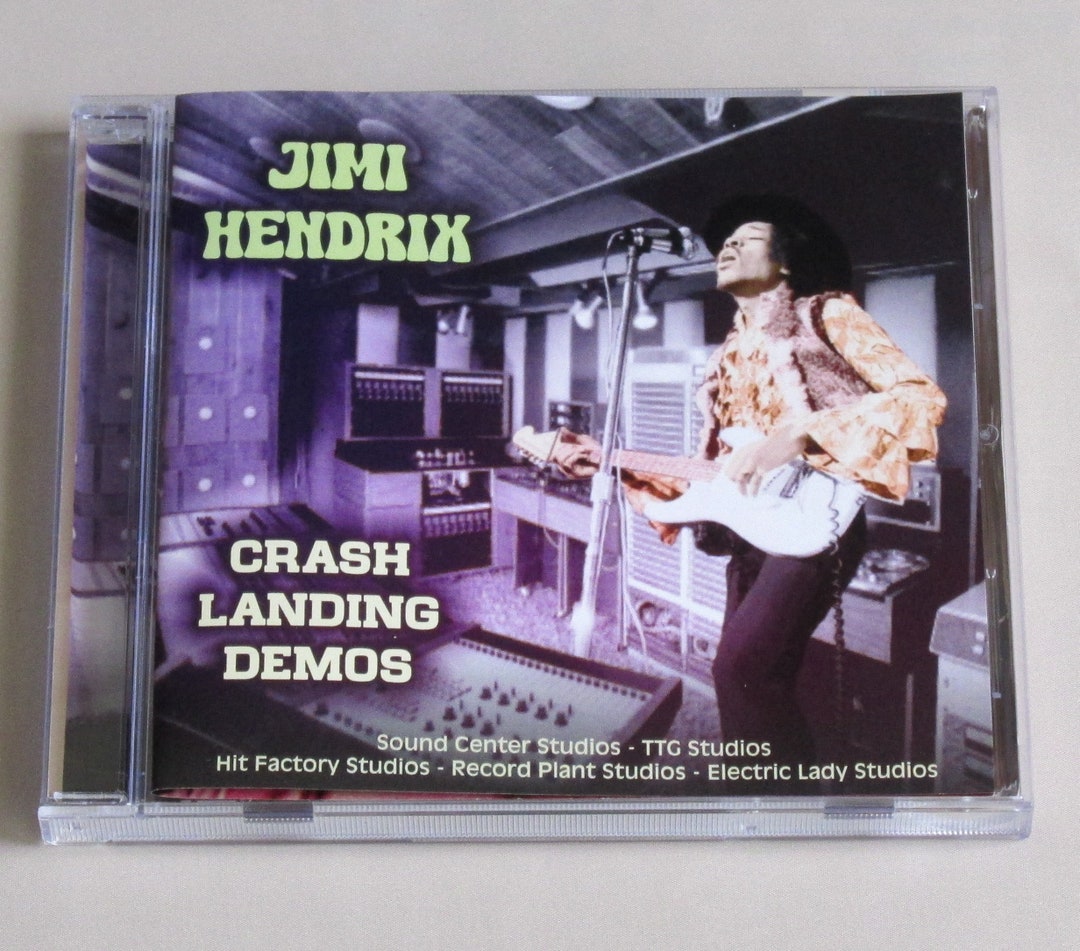 JIMI
HENDRIX
CRASH
LANDING
DEMOS
Sound Center Studios - TTG Studios
Hit Factory Studios - Record Plant Studios - Electric Lady Studios